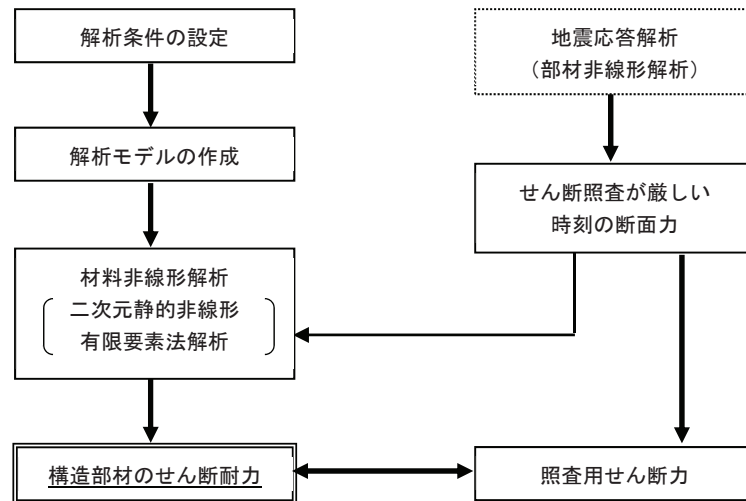 解析条件の設定
解析モデルの作成
材料非線形解析
二次元静的非線形
有限要素法解析
構造部材のせん断耐力
地震応答解析
（部材非線形解析）
せん断照査が厳しい
時刻の断面力
照査用せん断力